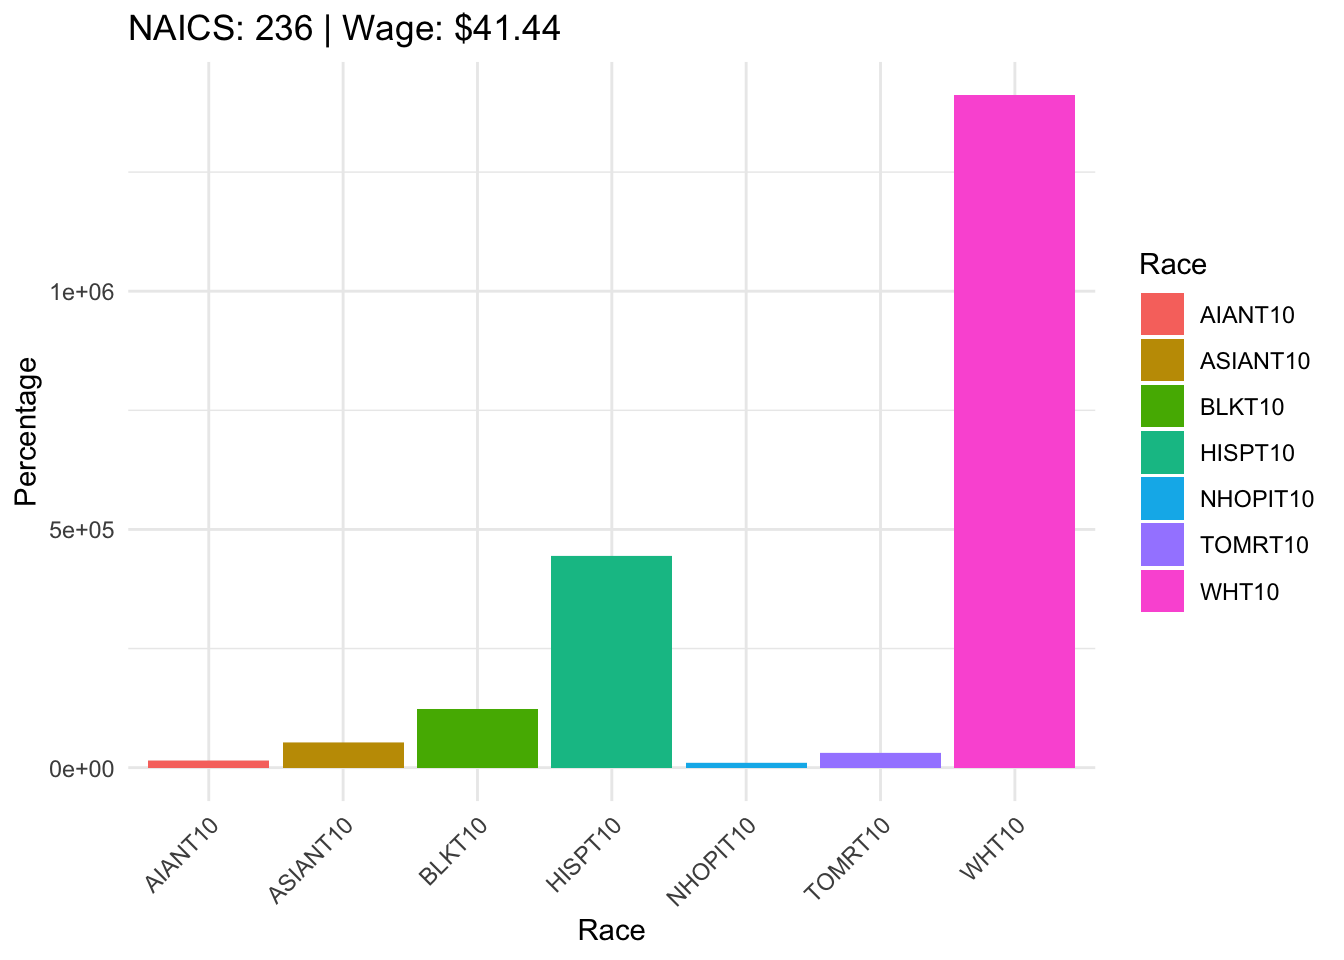 NAICS: 236 | Wage: $41.44
Percentage
1e+06
5e+05
0e+00
AIANT10
ASIANT10
BLKT10
HISPT10
NHOPIT10
TOMRT10
WHT10
Race
Race
AIANT10
ASIANT10
BLKT10
HISPT10
NHOPIT10
TOMRT10
WHT10